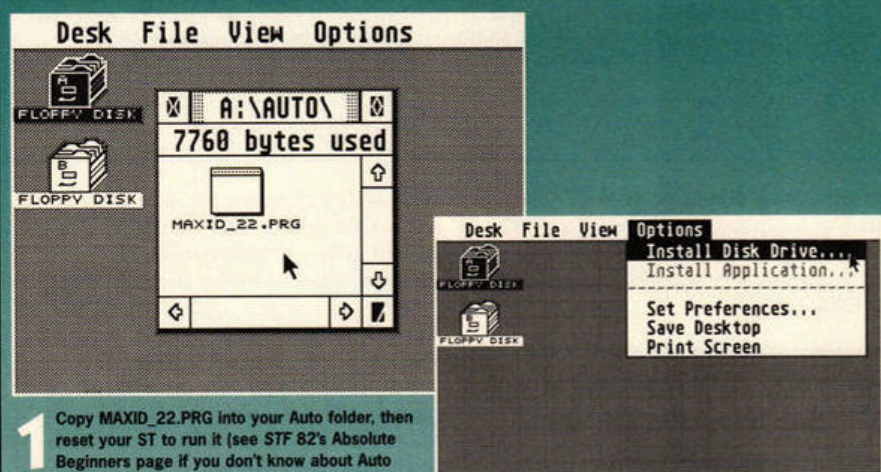 Desk File View Options
A
FLOPPY DISK
A:\AUTO\
7760 bytes used
MAXID_22.PRG
B
FLOPPY DISK
Desk File View Options
Install Disk Drive...
Install Application...
Set Preferences...
Save Desktop
Print Screen
FLOPPY DISK
FLOPPY DISK
1
Copy MAXID_22.PRG into your Auto folder, then
reset your ST to run it (see STF 82's Absolute
Beginners page if you don't know about Auto